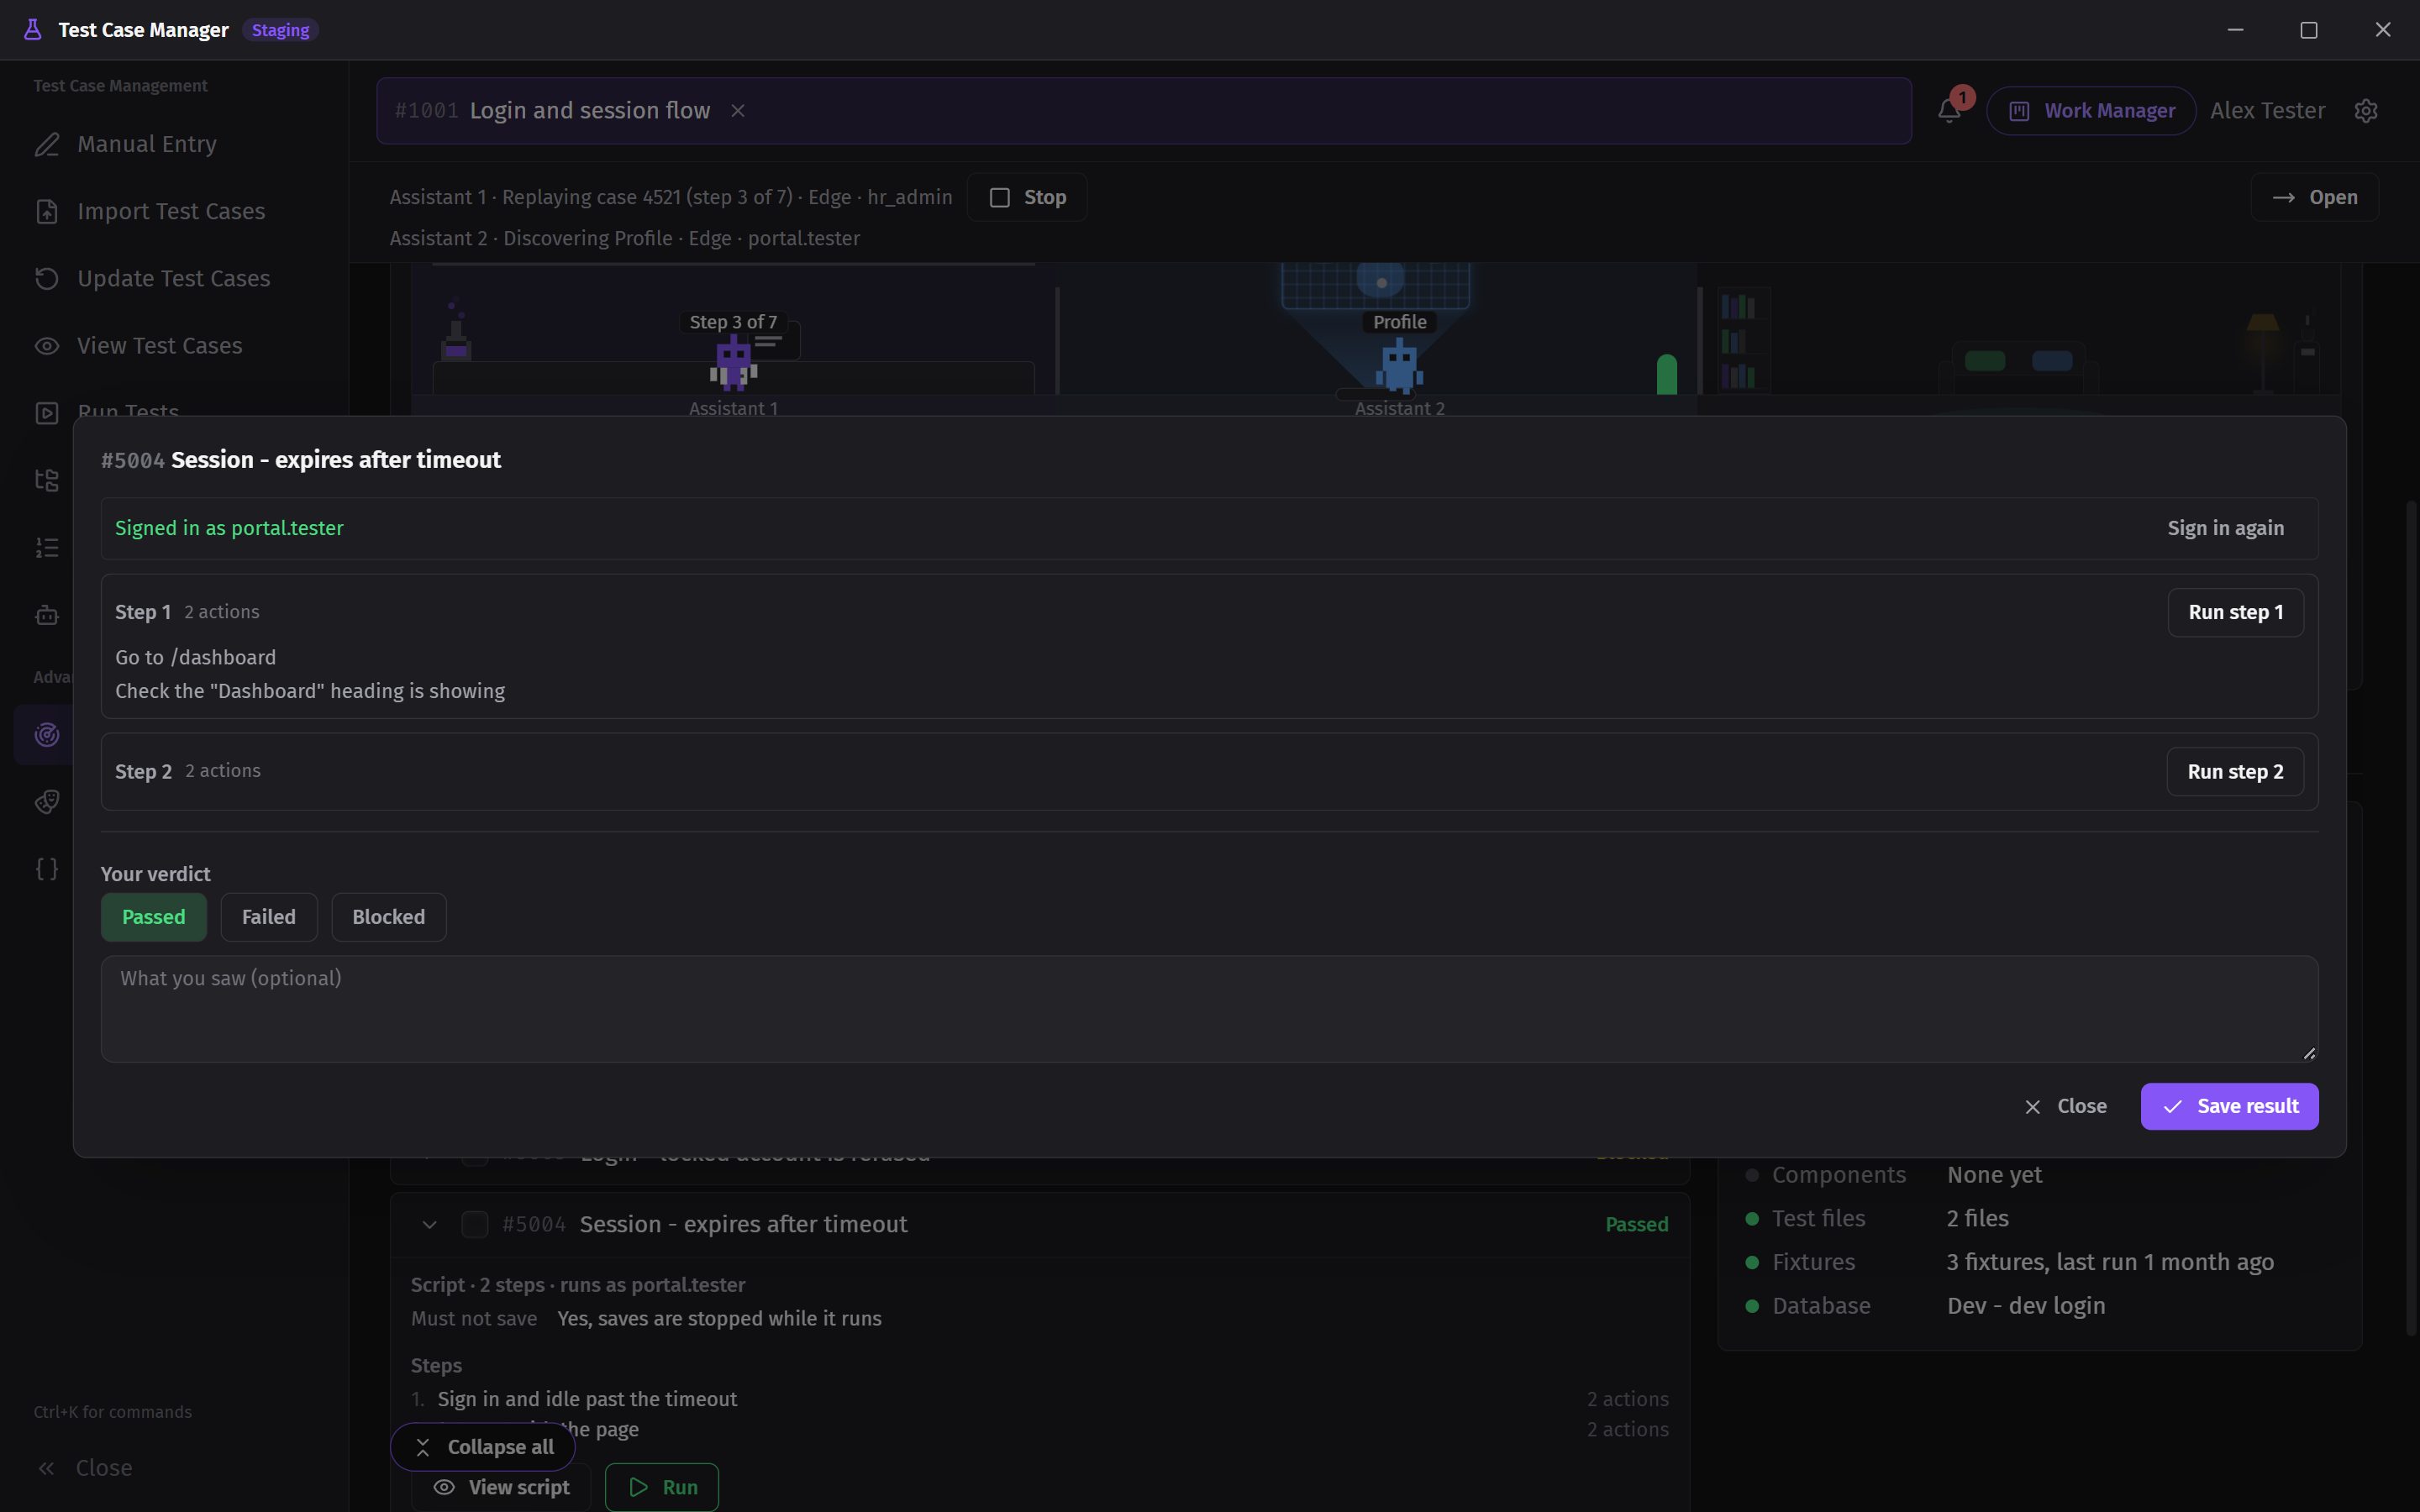 Test Case Manager Staging
Test Case Management
Manual Entry
Import Test Cases
Update Test Cases
View Test Cases
Run Tests
#1001 Login and session flow
1
Work Manager
Alex Tester
Assistant 1 · Replaying case 4521 (step 3 of 7) · Edge · hr_admin
Stop
Open
Assistant 2 · Discovering Profile · Edge · portal.tester
Step 3 of 7
Profile
Assistant 1
Assistant 2
#5004 Session - expires after timeout
Signed in as portal.tester
Sign in again
Step 1 2 actions
Run step 1
Go to /dashboard
Check the "Dashboard" heading is showing
Step 2 2 actions
Run step 2
Your verdict
Passed
Failed
Blocked
What you saw (optional)
Close
Save result
#5004 Session - expires after timeout
Passed
Script · 2 steps · runs as portal.tester
Must not save Yes, saves are stopped while it runs
Steps
1. Sign in and idle past the timeout 2 actions
the page 2 actions
Collapse all
View script
Run
Components None yet
Test files 2 files
Fixtures 3 fixtures, last run 1 month ago
Database Dev - dev login
Ctrl+K for commands
Close